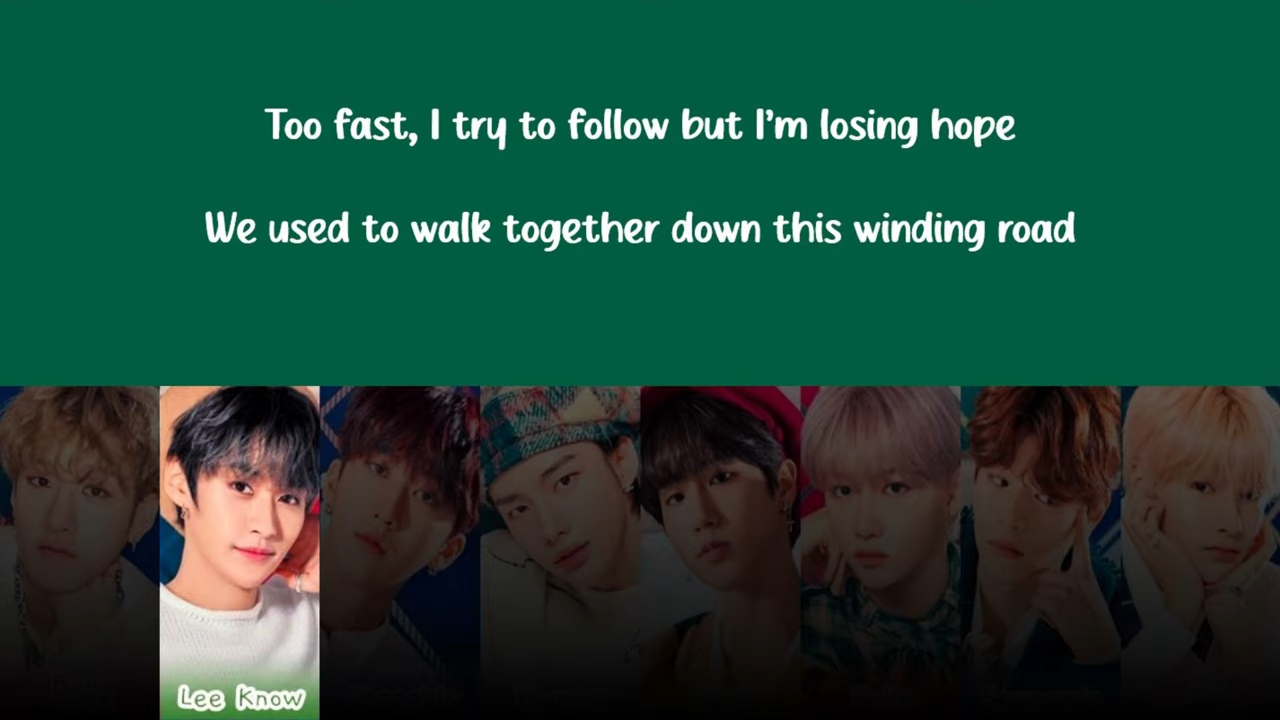 Too fast, I try to follow but I'm losing hope
We used to walk together down this winding road
Lee Know